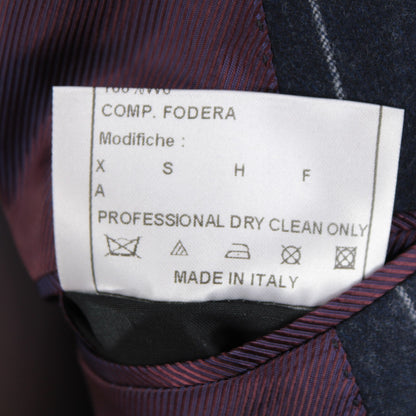 COMP. FODERA
Modifiche :
X S H F
A
PROFESSIONAL DRY CLEAN ONLY
MADE IN ITALY